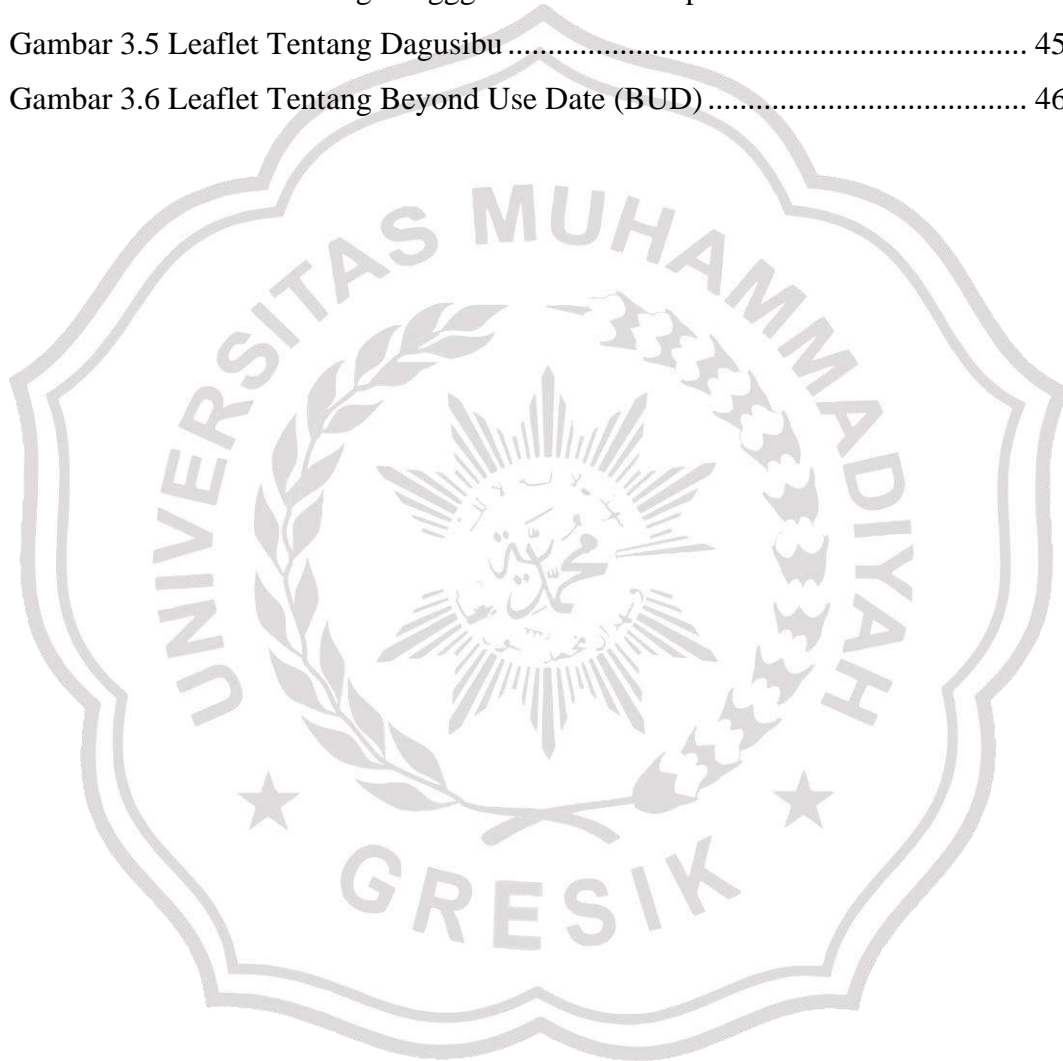 Gambar 3.5 Leaflet Tentang Dagusibu ........................................................................ 45
Gambar 3.6 Leaflet Tentang Beyond Use Date (BUD) .................................... 46
UNIVERSITAS MUHAMMADIYAH
محمد
GRESIK